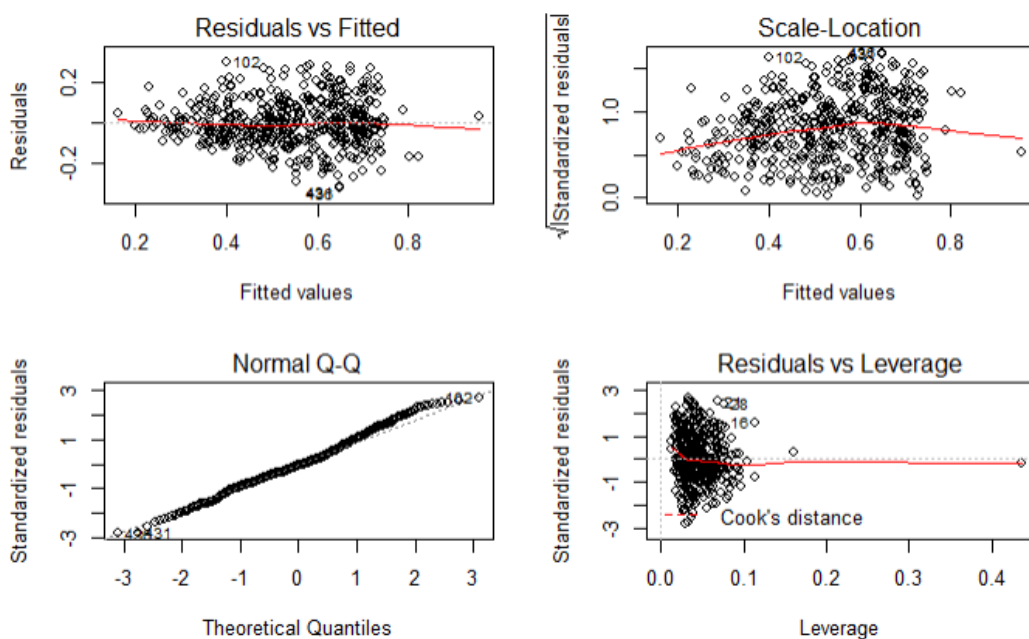 Residuals vs Fitted
Residuals
0.2
-0.2
102
436
0.2 0.4 0.6 0.8
Fitted values
Scale-Location
√|Standardized residuals|
1.0
0.0
102
436
0.2 0.4 0.6 0.8
Fitted values
Normal Q-Q
Standardized residuals
3
1
-1
-3
431
-3 -2 -1 0 1 2 3
Theoretical Quantiles
Residuals vs Leverage
Standardized residuals
3
1
-1
-3
28
16
Cook's distance
0.0 0.1 0.2 0.3 0.4
Leverage